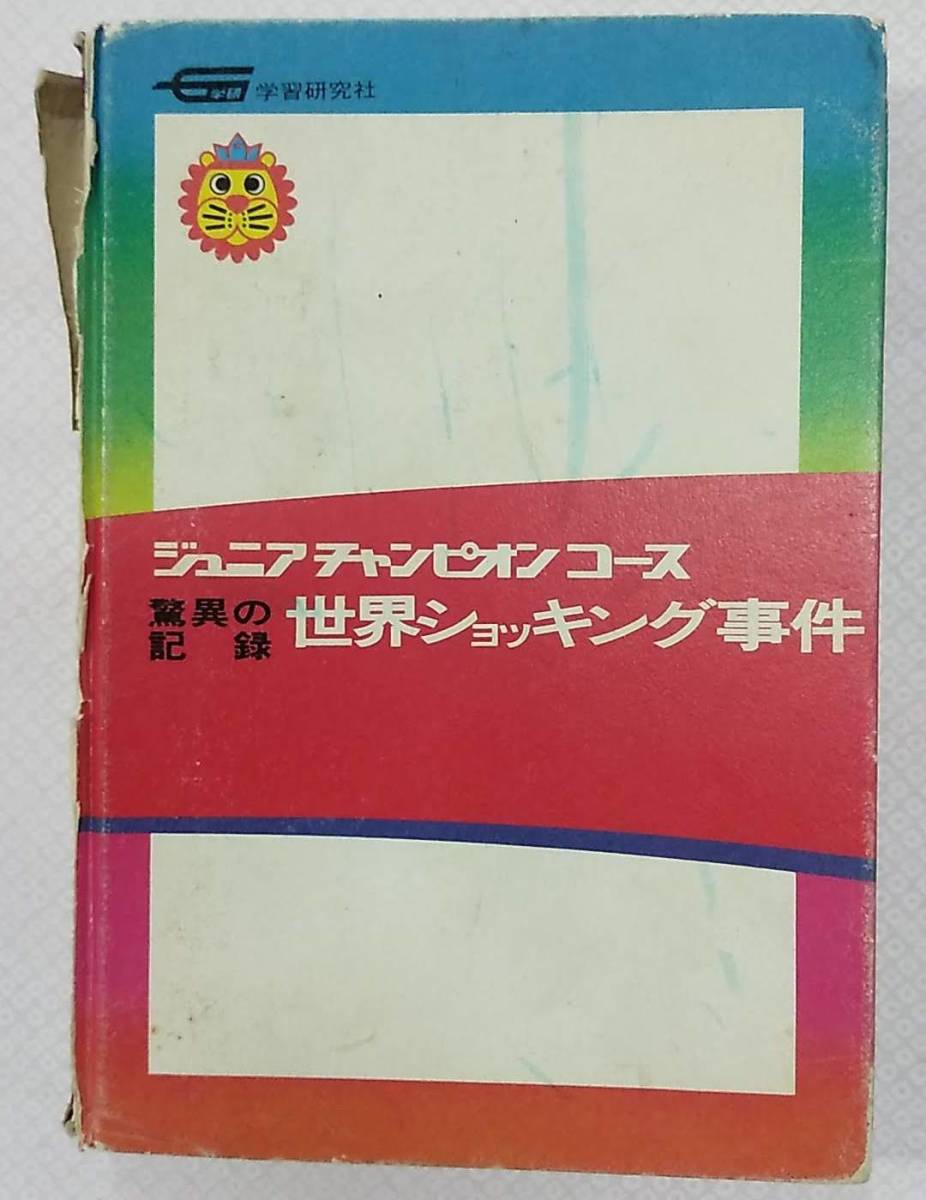 学研 学習研究社
ジュニアチャンピオンコース
驚異の
記録
世界ショッキング事件